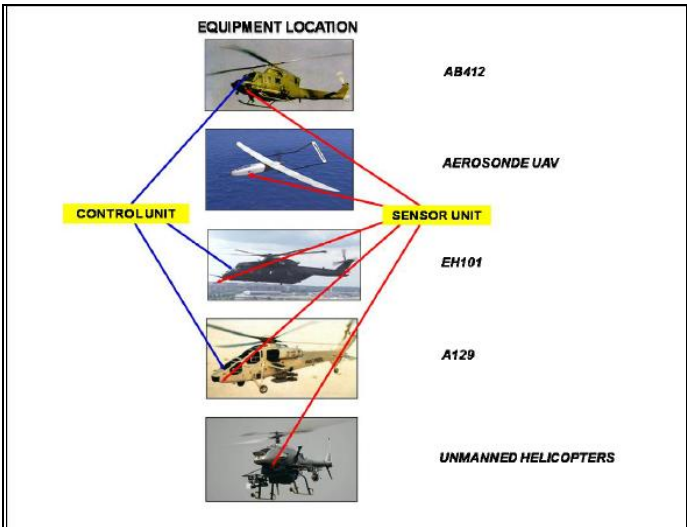 EQUIPMENT LOCATION
AB412
AEROSONDE UAV
CONTROL UNIT
SENSOR UNIT
EH101
A129
UNMANNED HELICOPTERS